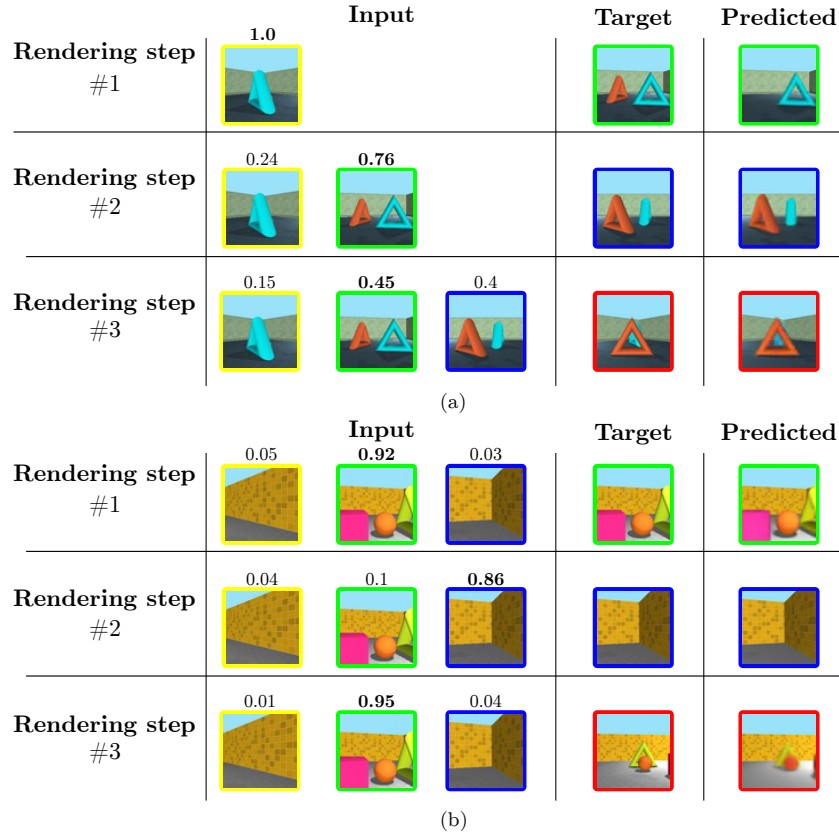 Input Target Predicted
1.0
Rendering step
#1
0.24 0.76
Rendering step
#2
0.15 0.45 0.4
Rendering step
#3
(a)
Input Target Predicted
0.05 0.92 0.03
Rendering step
#1
0.04 0.1 0.86
Rendering step
#2
0.01 0.95 0.04
Rendering step
#3
(b)